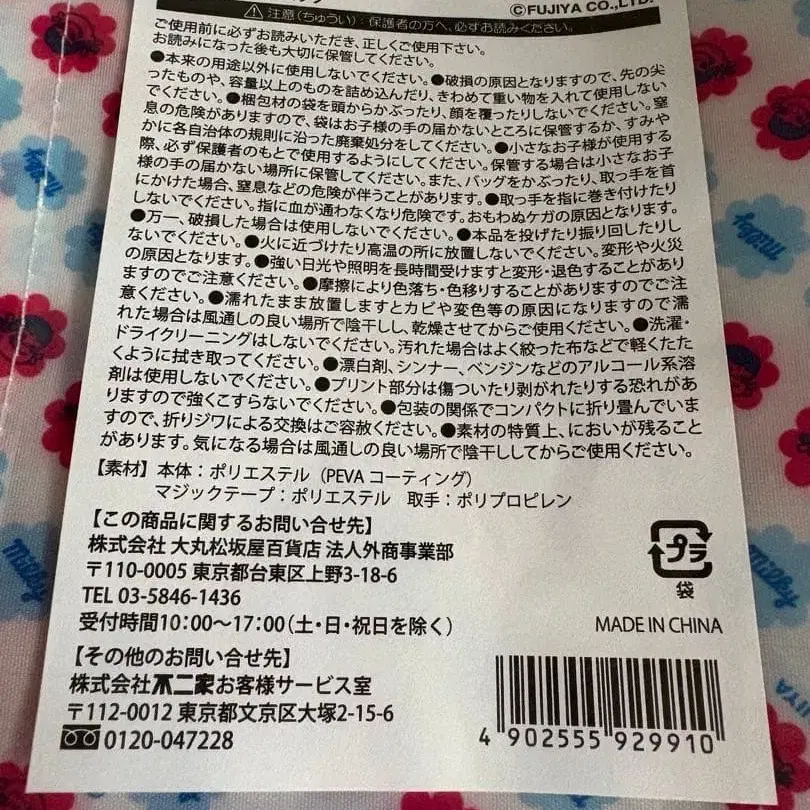 ©FUJIYA CO.,LTD.
⚠ 注意(ちゅうい):保護者の方へ、必ずお読みください。
ご使用前に必ずお読みいただき、正しくご使用下さい。
お読みになった後も大切に保管してください。
●本来の用途以外に使用しないでください。●破損の原因となりますので、先の尖
ったものや、容量以上のものを詰め込んだり、きわめて重い物を入れて使用しない
でください。●梱包材の袋を頭からかぶったり、顔を覆ったりしないでください。窒
息の危険がありますので、袋はお子様の手の届かないところに保管するか、すみや
かに各自治体の規則に沿った廃棄処分をしてください。●小さなお子様が使用する
際、必ず保護者のもとで使用するようにしてください。保管する場合は小さなお子
様の手の届かない場所に保管してください。また、バッグをかぶったり、取っ手を首
にかけた場合、窒息などの危険が伴うことがあります。●取っ手を指に巻き付けたり
しないでください。指に血が通わなくなり危険です。おもわぬケガの原因となります。
●万一、破損した場合は使用しないでください。●本品を投げたり振り回したりし
ないでください。●火に近づけたり高温の所に放置しないでください。変形や火災
の原因となります。●強い日光や照明を長時間受けますと変形・退色することがあり
ますのでご注意ください。●摩擦により色落ち・色移りすることがありますのでご注
意ください。●濡れたまま放置しますとカビや変色等の原因になりますので濡
れた場合は風通しの良い場所で陰干しし、乾燥させてからご使用ください。●洗濯・
ドライクリーニングはしないでください。汚れた場合はよく絞った布などで軽くたた
くように拭き取ってください。●漂白剤、シンナー、ベンジンなどのアルコール系溶
剤は使用しないでください。●プリント部分は傷ついたり剥がれたりする恐れがあ
りますので強くこすらないでください。●包装の関係でコンパクトに折り畳んでいま
すので、折りジワによる交換はご容赦ください。●素材の特質上、においが残ること
があります。気になる場合は風通しの良い場所で陰干ししてからご使用ください。
【素材】本体:ポリエステル(PEVAコーティング)
マジックテープ:ポリエステル 取手:ポリプロピレン
【この商品に関するお問い合せ先】
株式会社 大丸松坂屋百貨店 法人外商事業部
〒110-0005 東京都台東区上野3-18-6
TEL 03-5846-1436
受付時間10:00〜17:00(土・日・祝日を除く)
プラ
袋
MADE IN CHINA
【その他のお問い合せ先】
株式会社不二家お客様サービス室
〒112-0012 東京都文京区大塚2-15-6
0120-047228
4 902555 929910
Milky
Milky
Milky
Milky